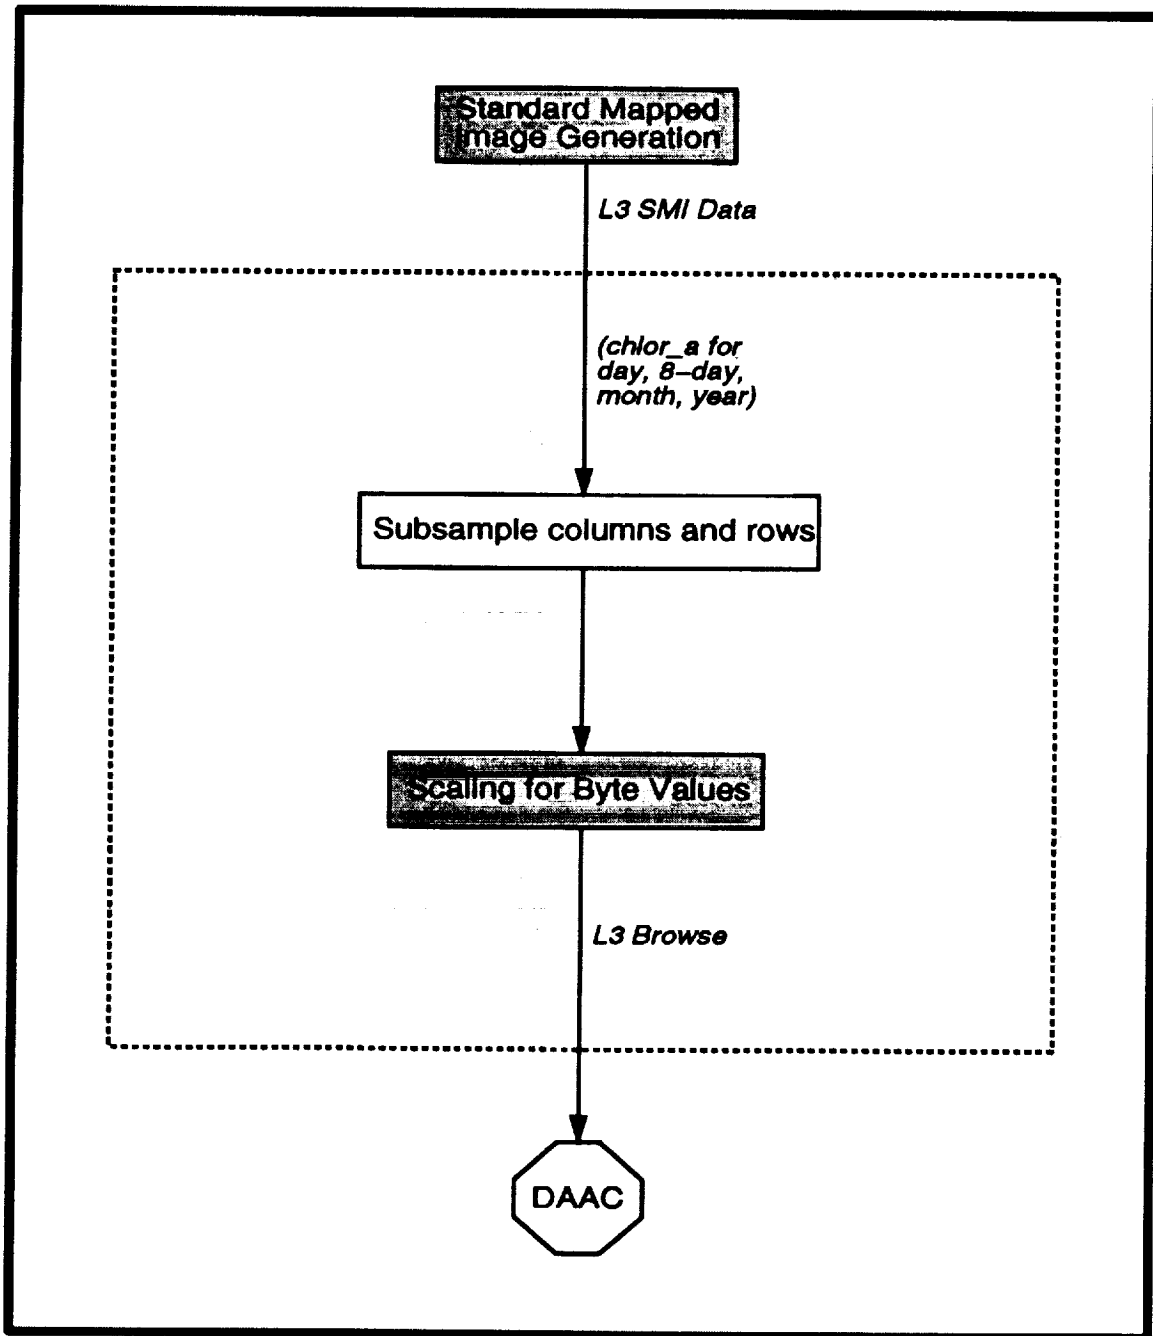 Standard Mapped
Image Generation
L3 SMI Data
(chlor_a for
day, 8-day,
month, year)
Subsample columns and rows
Scaling for Byte Values
L3 Browse
DAAC